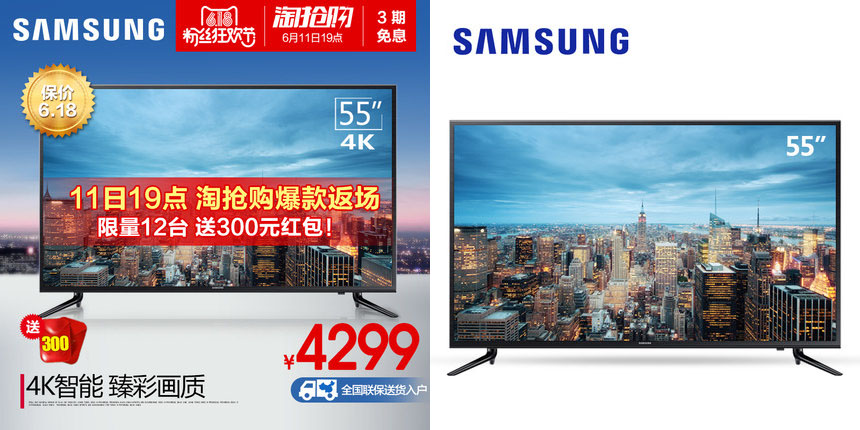 SAMSUNG
6.18
粉丝狂欢节
淘抢购
6月11日19点
3期
免息
保价
6.18
55"
4K
11日19点 淘抢购爆款返场
限量12台 送300元红包!
送
300
¥4299
4K智能 臻彩画质
全国联保送货入户
SAMSUNG
55"
SAMSUNG